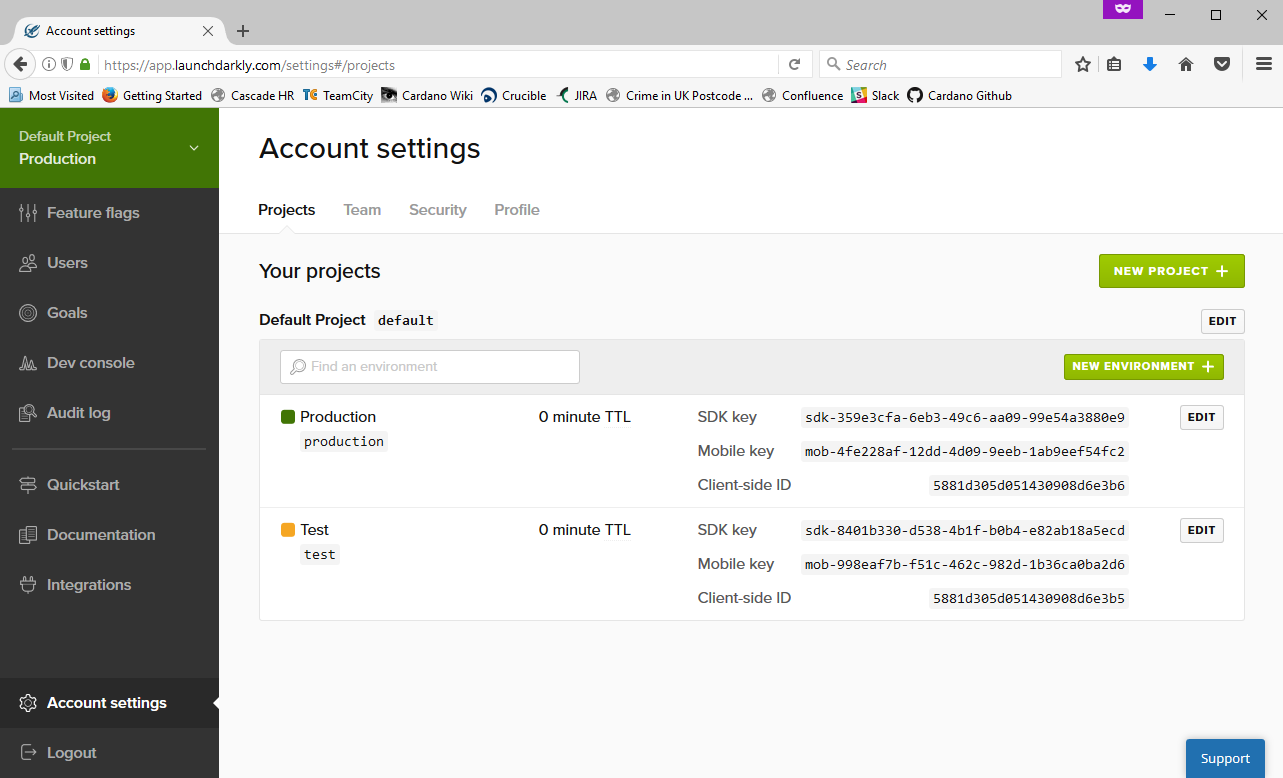 Account settings
https://app.launchdarkly.com/settings#/projects
Search
Most Visited Getting Started Cascade HR TeamCity Cardano Wiki Crucible JIRA Crime in UK Postcode ... Confluence Slack Cardano Github
Default Project
Production
Feature flags
Users
Goals
Dev console
Audit log
Quickstart
Documentation
Integrations
Account settings
Logout
Account settings
Projects Team Security Profile
Your projects
NEW PROJECT +
Default Project default
EDIT
Find an environment
NEW ENVIRONMENT +
Production 0 minute TTL SDK key sdk-359e3cfa-6eb3-49c6-aa09-99e54a3880e9 EDIT
production
Mobile key mob-4fe228af-12dd-4d09-9eeb-1ab9eef54fc2
Client-side ID 5881d305d051430908d6e3b6
Test 0 minute TTL SDK key sdk-8401b330-d538-4b1f-b0b4-e82ab18a5ecd EDIT
test
Mobile key mob-998eaf7b-f51c-462c-982d-1b36ca0ba2d6
Client-side ID 5881d305d051430908d6e3b5
Support